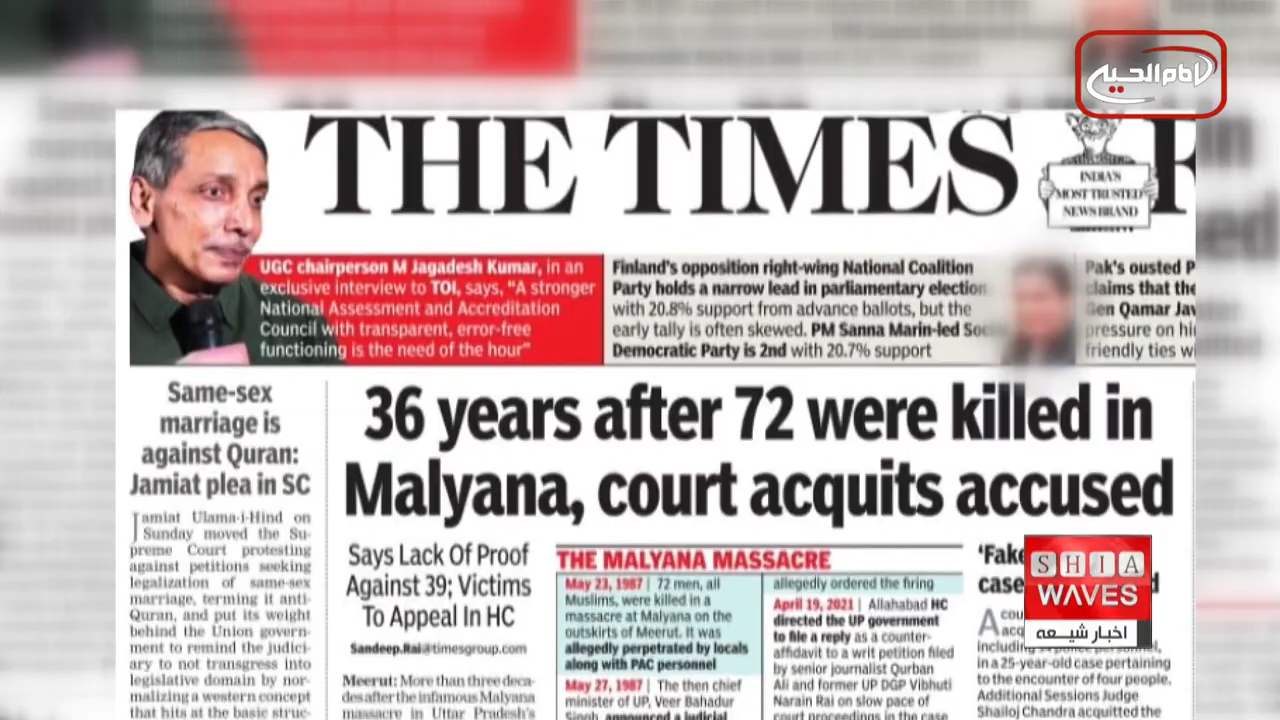 امام الحسین
THE TIMES
INDIA'S
MOST TRUSTED
NEWS BRAND
UGC chairperson M Jagadesh Kumar, in an
exclusive interview to TOI, says, "A stronger
National Assessment and Accreditation
Council with transparent, error-free
functioning is the need of the hour"
Finland's opposition right-wing National Coalition
Party holds a narrow lead in parliamentary election
with 20.8% support from advance ballots, but the
early tally is often skewed. PM Sanna Marin-led
Democratic Party is 2nd with 20.7% support
Pak's ousted P
claims that the
Gen Qamar Jav
pressure on hi
friendly ties w
Same-sex
marriage is
against Quran:
Jamiat plea in SC
Jamiat Ulama-i-Hind on
Sunday moved the Su-
preme Court protesting
against petitions seeking
legalization of same-sex
marriage, terming it anti-
Quran, and put its weight
behind the Union govern-
ment to remind the judici-
ary to not transgress into
legislative domain by nor-
malizing a western concept
that hits at the basic struc-
36 years after 72 were killed in
Malyana, court acquits accused
Says Lack Of Proof
Against 39; Victims
To Appeal In HC
Sandeep.Rai@timesgroup.com
Meerut: More than three deca-
des after the infamous Malyana
massacre in Uttar Pradesh's
THE MALYANA MASSACRE
May 23, 1987 | 72 men, all
Muslims, were killed in a
massacre at Malyana on the
outskirts of Meerut. It was
allegedly perpetrated by locals
along with PAC personnel
May 27, 1987 | The then chief
minister of UP, Veer Bahadur
Singh, announced a judicial
allegedly ordered the firing
April 19, 2021 | Allahabad HC
directed the UP government
to file a reply as a counter-
affidavit to a writ petition filed
by senior journalist Qurban
Ali and former UP DGP Vibhuti
Narain Rai on slow pace of
court proceedings in the case
'Fake
case
A cou
acq
including
in a 25-year-old case pertaining
to the encounter of four people.
Additional Sessions Judge
Shailoj Chandra acquitted the
SHIA
WAVES
اخبار شیعه